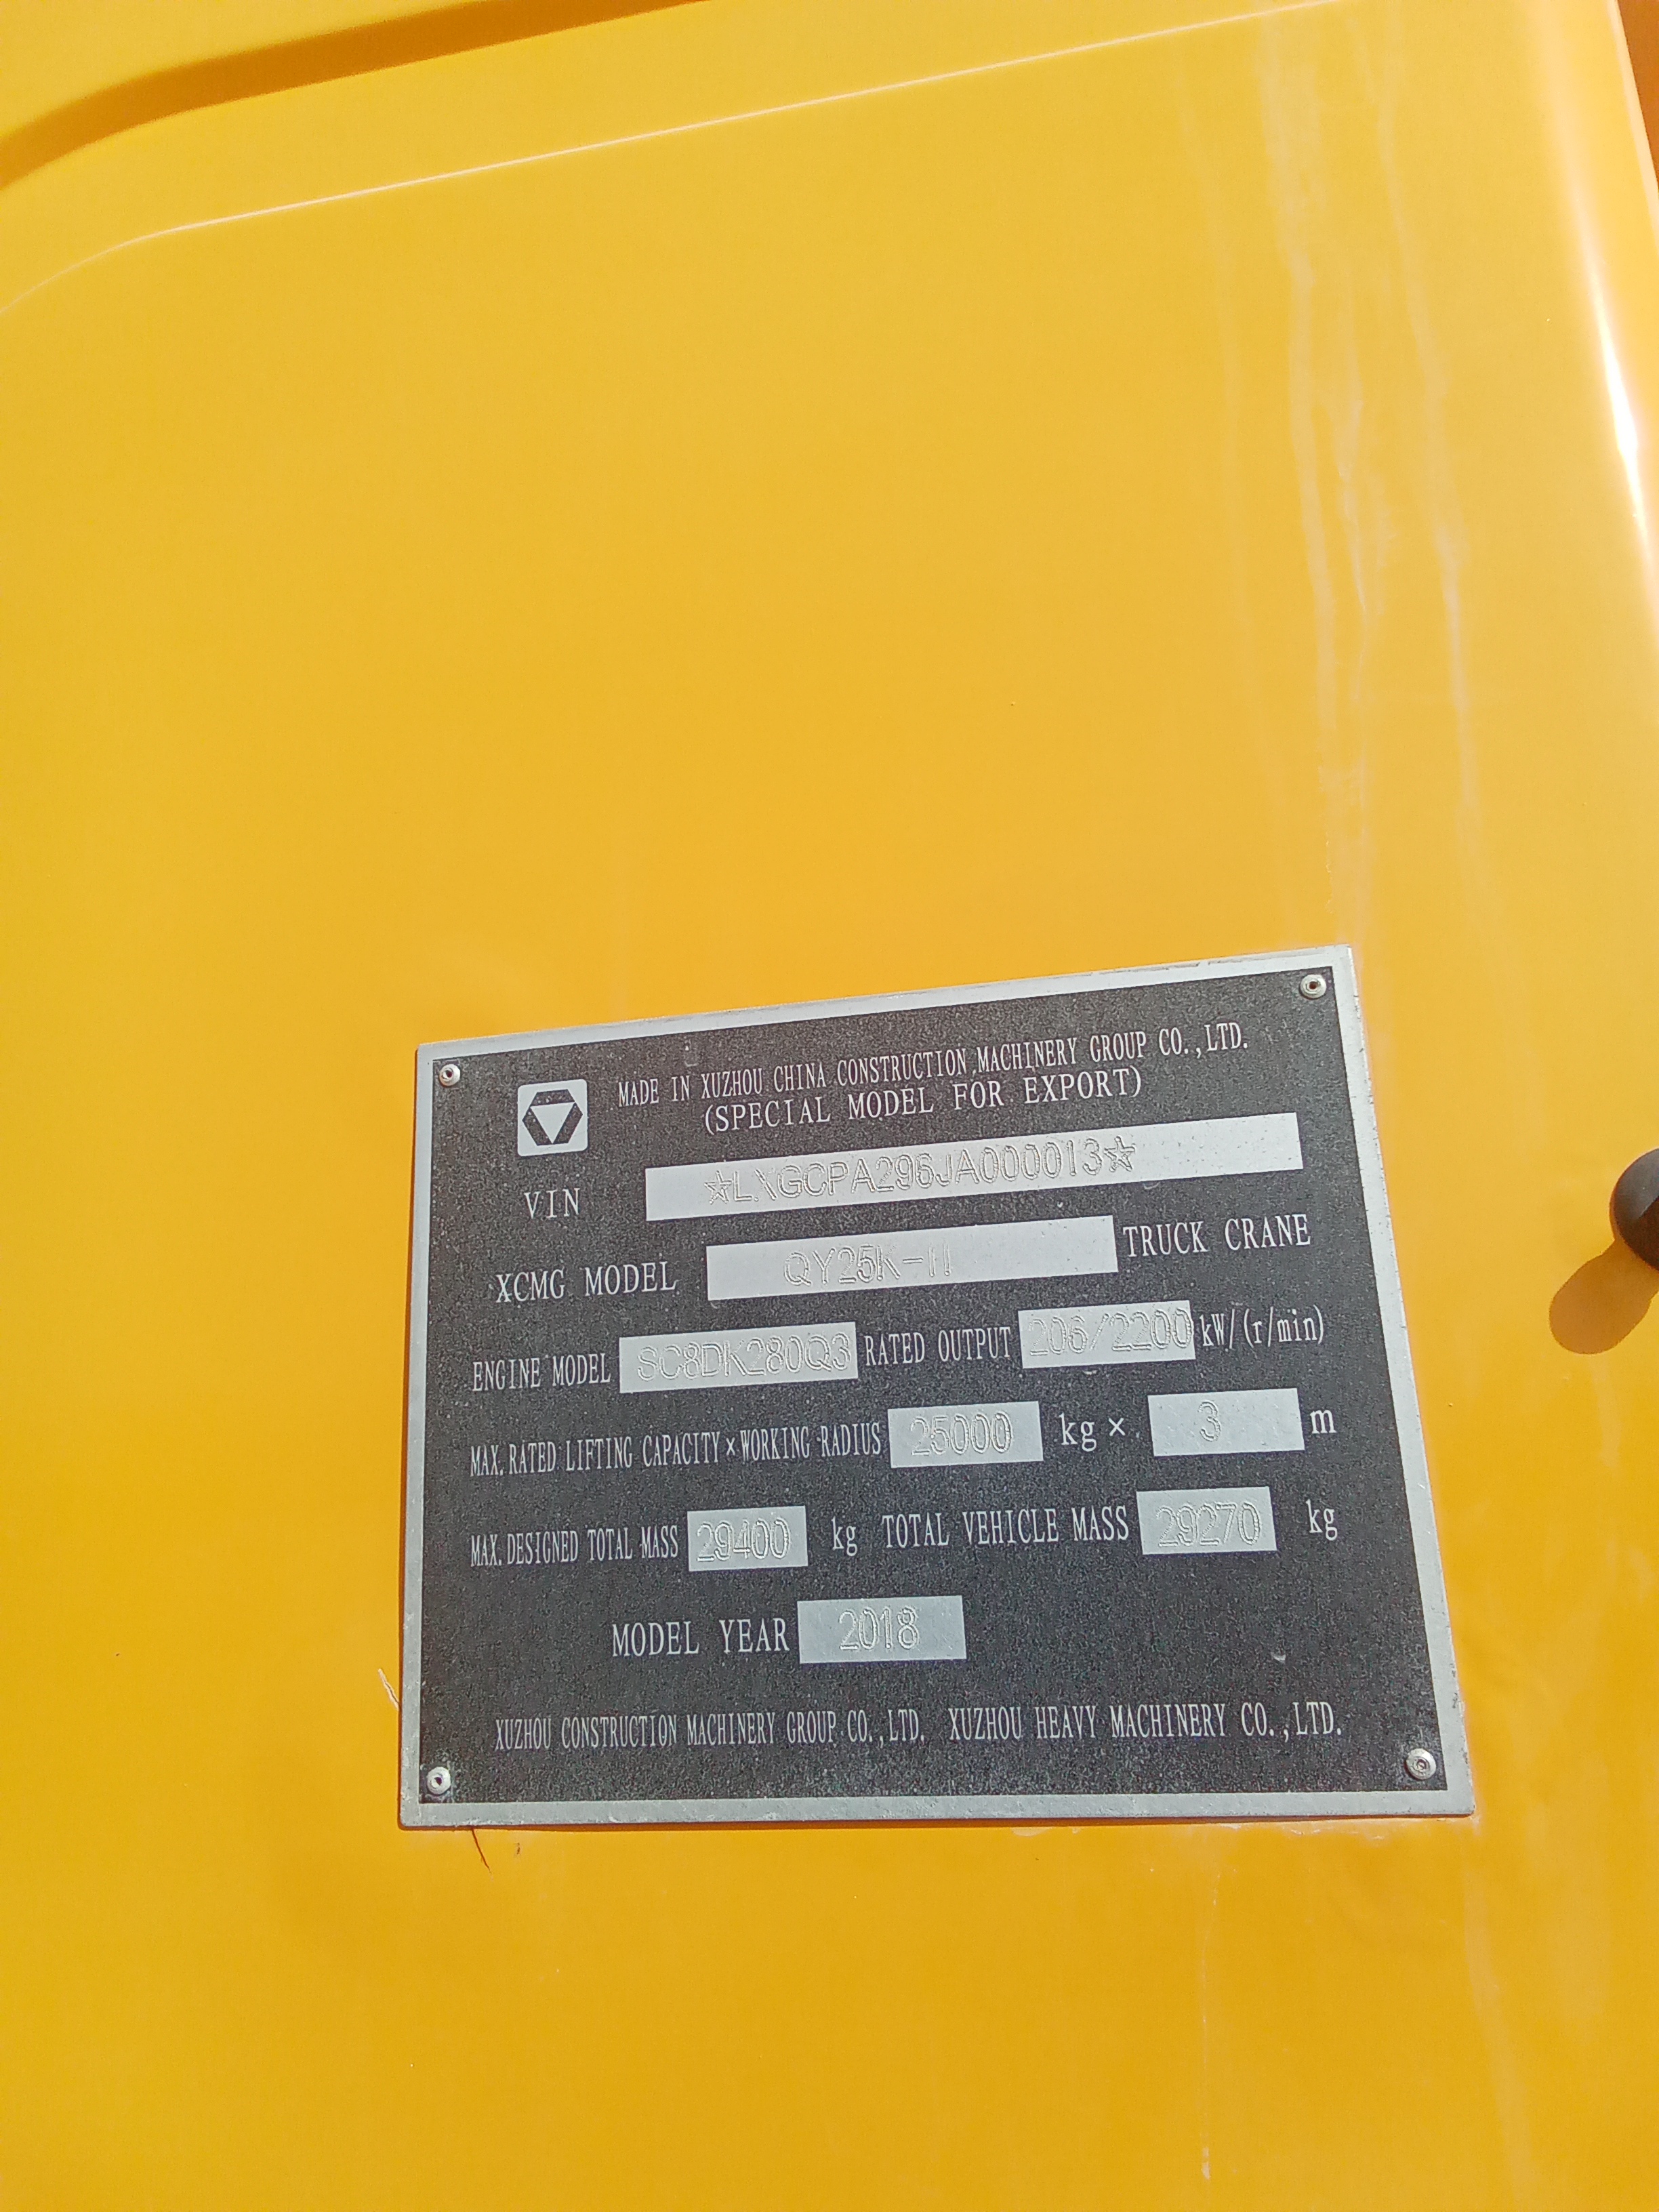 MADE IN XUZHOU CHINA CONSTRUCTION MACHINERY GROUP CO.,LTD.
(SPECIAL MODEL FOR EXPORT)
VIN ☆LXGCPA296JA000013☆
XCMG MODEL QY25K-II TRUCK CRANE
ENGINE MODEL SC8DK280Q3 RATED OUTPUT 206/2200 kW/(r/min)
MAX.RATED LIFTING CAPACITY×WORKING RADIUS 25000 kg× 3 m
MAX.DESIGNED TOTAL MASS 29400 kg TOTAL VEHICLE MASS 29270 kg
MODEL YEAR 2018
XUZHOU CONSTRUCTION MACHINERY GROUP CO.,LTD. XUZHOU HEAVY MACHINERY CO.,LTD.